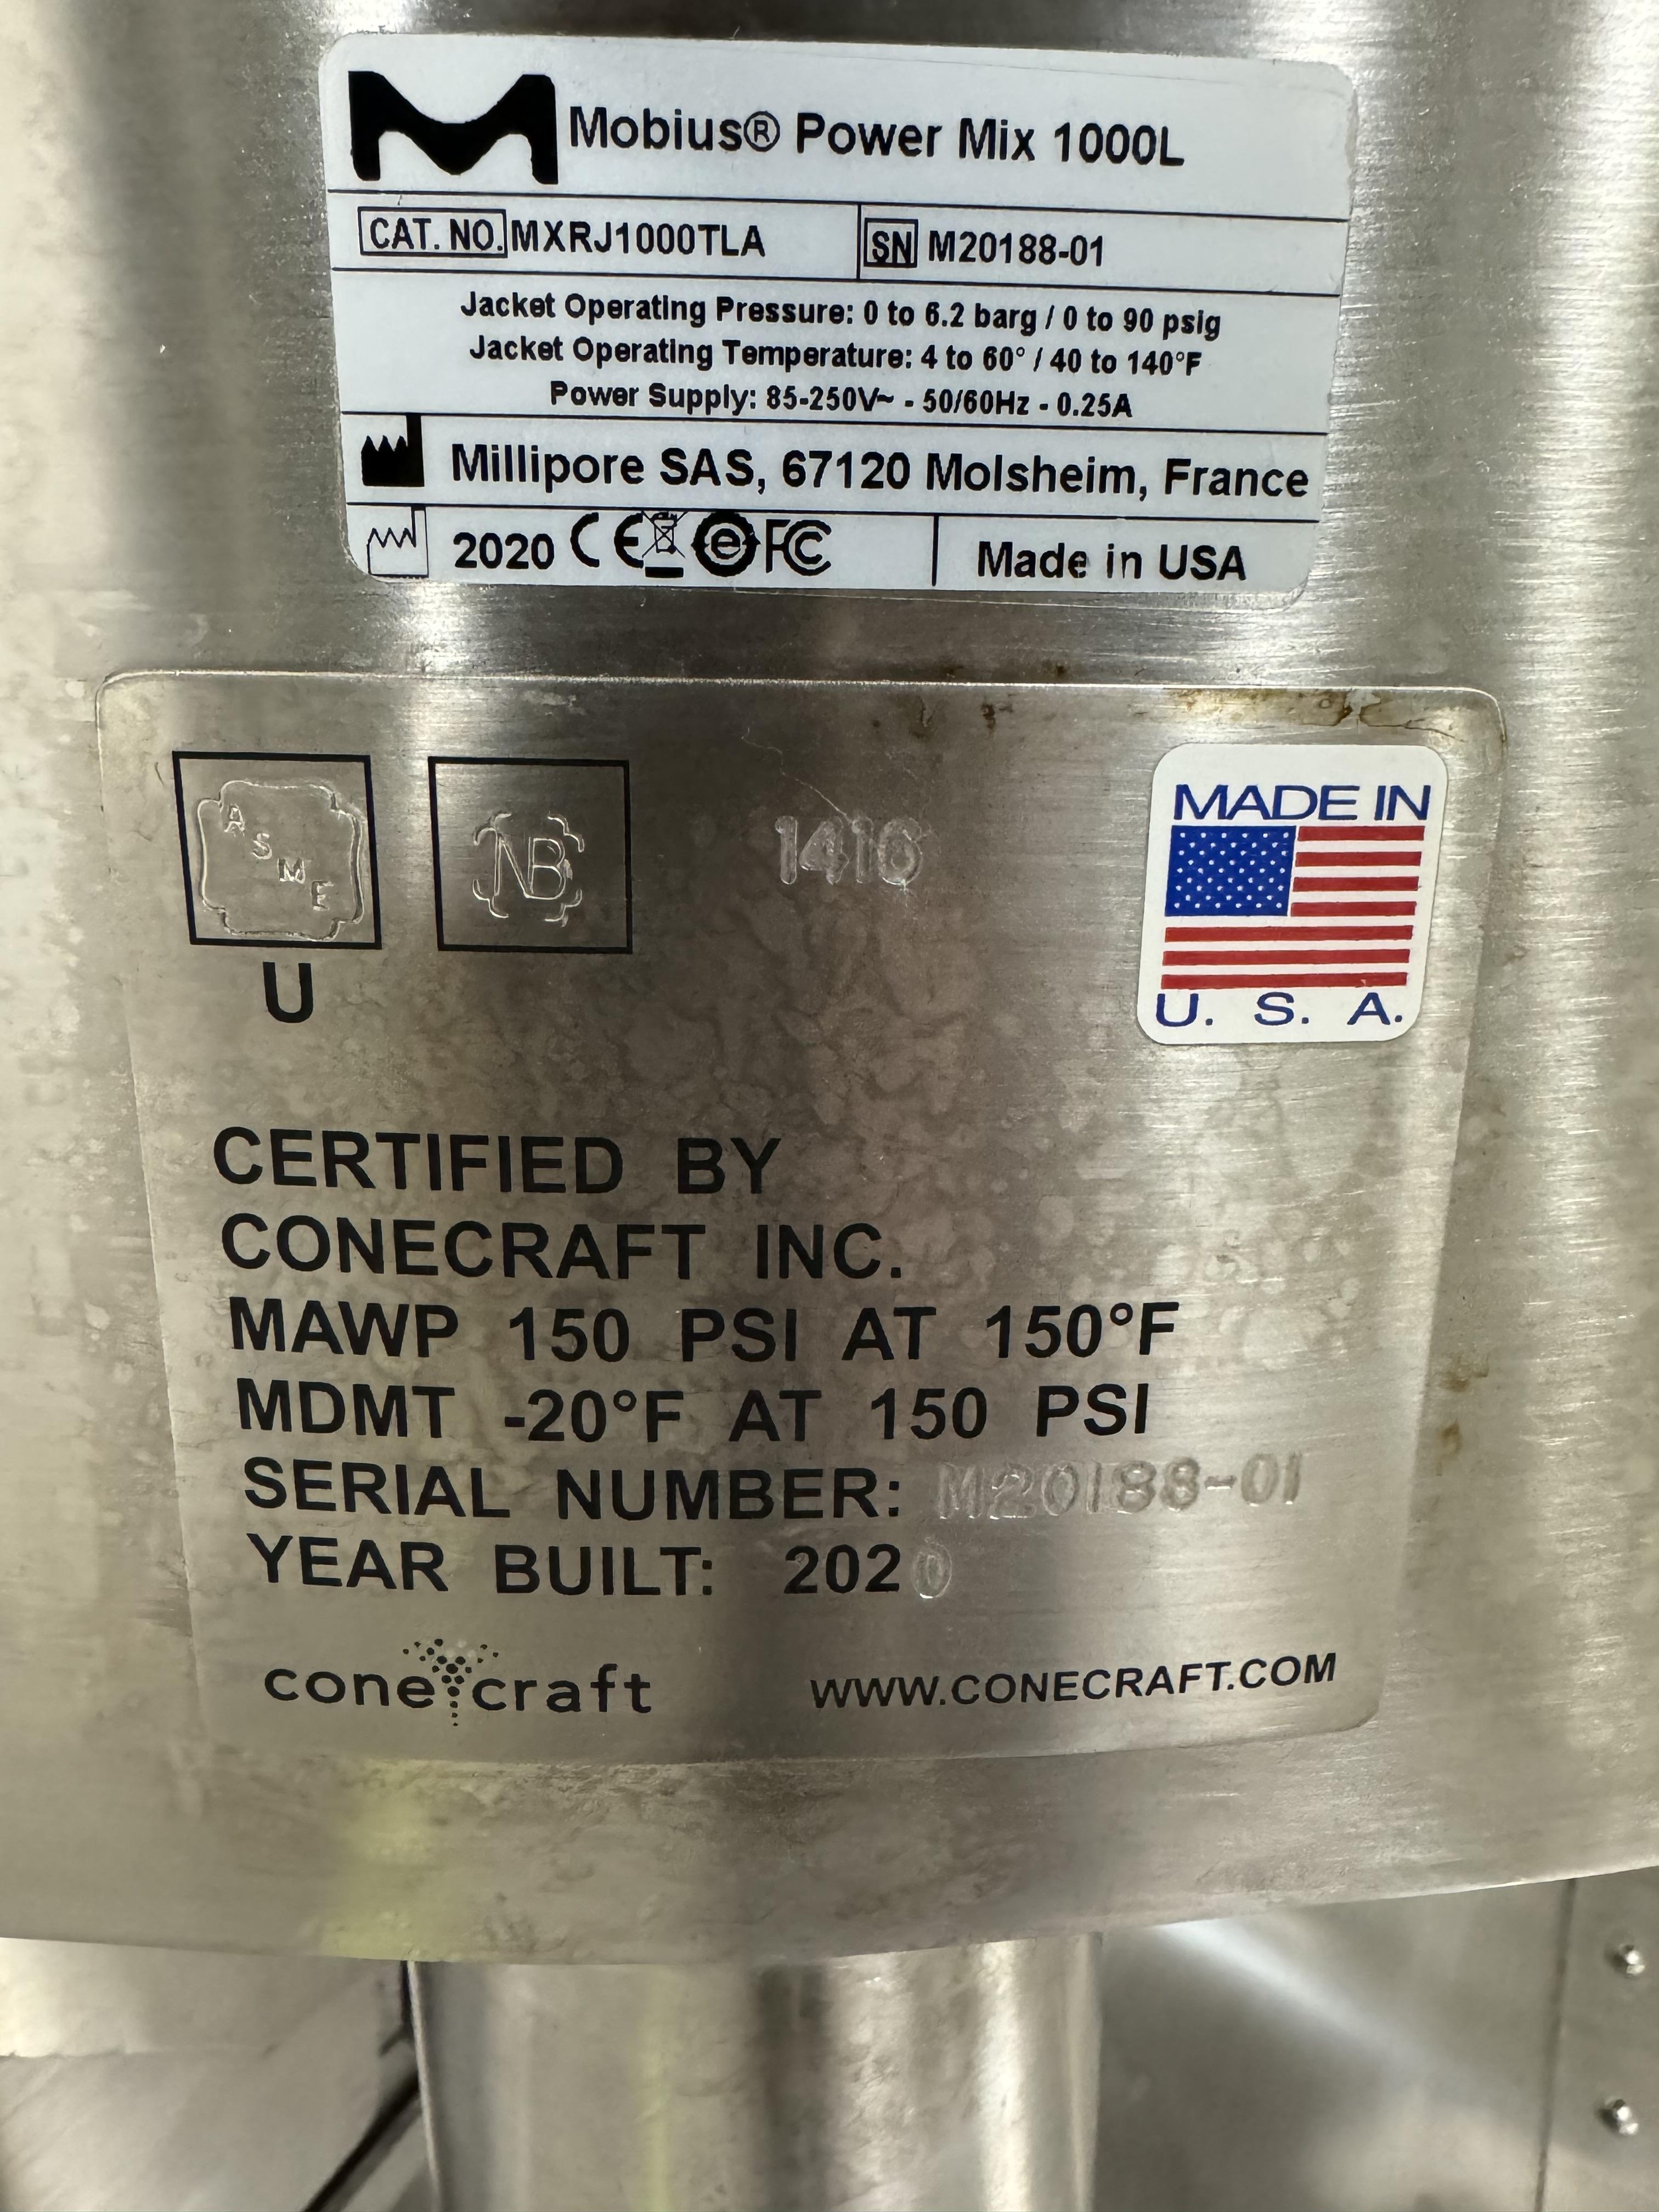 Mobius® Power Mix 1000L
CAT. NO. MXRJ1000TLA
SN M20188-01
Jacket Operating Pressure: 0 to 6.2 barg / 0 to 90 psig
Jacket Operating Temperature: 4 to 60° / 40 to 140°F
Power Supply: 85-250V~ - 50/60Hz - 0.25A
Millipore SAS, 67120 Molsheim, France
2020 CE e FC
Made in USA
ASME
NB
U
MADE IN
U. S. A.
CERTIFIED BY
CONECRAFT INC.
MAWP 150 PSI AT 150°F
MDMT -20°F AT 150 PSI
SERIAL NUMBER: M20188-01
YEAR BUILT: 2020
conecraft
WWW.CONECRAFT.COM